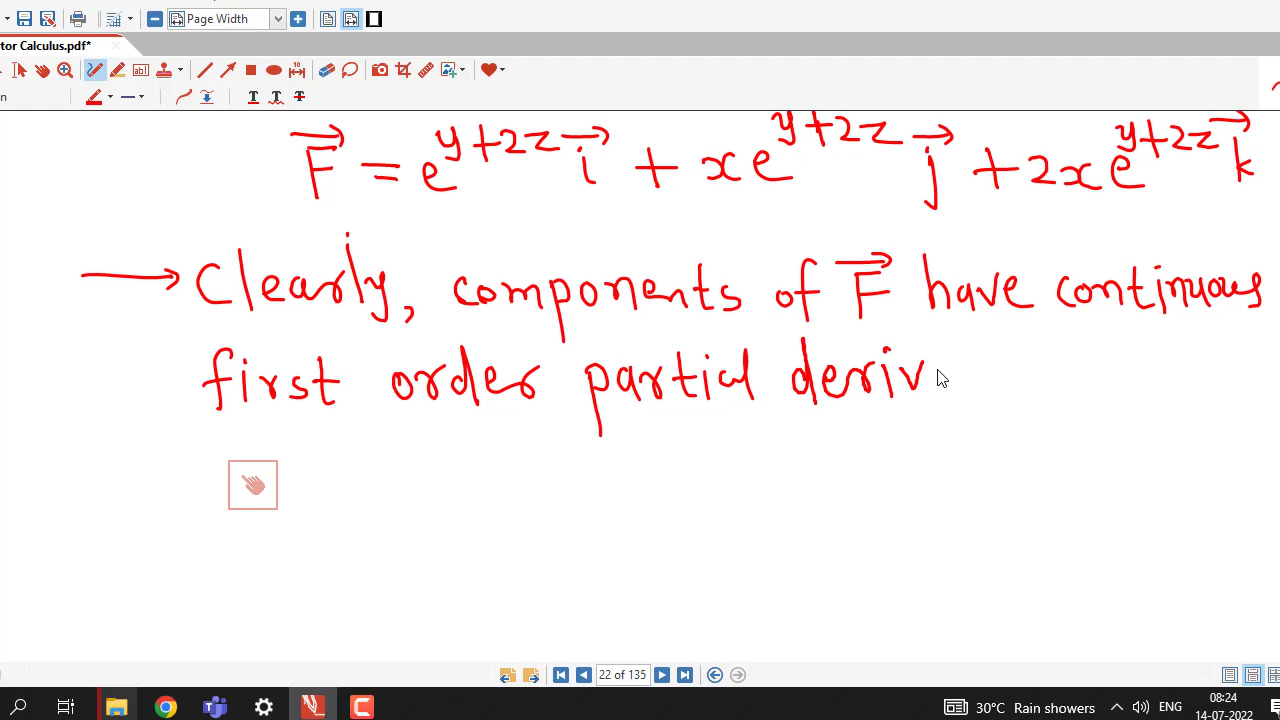 Page Width
tor Calculus.pdf*
n
F = e^{y+2z} i + xe^{y+2z} j + 2xe^{y+2z} k
→ Clearly, components of F have continuous
first order partial deriv
22 of 135
30°C Rain showers ENG 08:24
14-07-2022